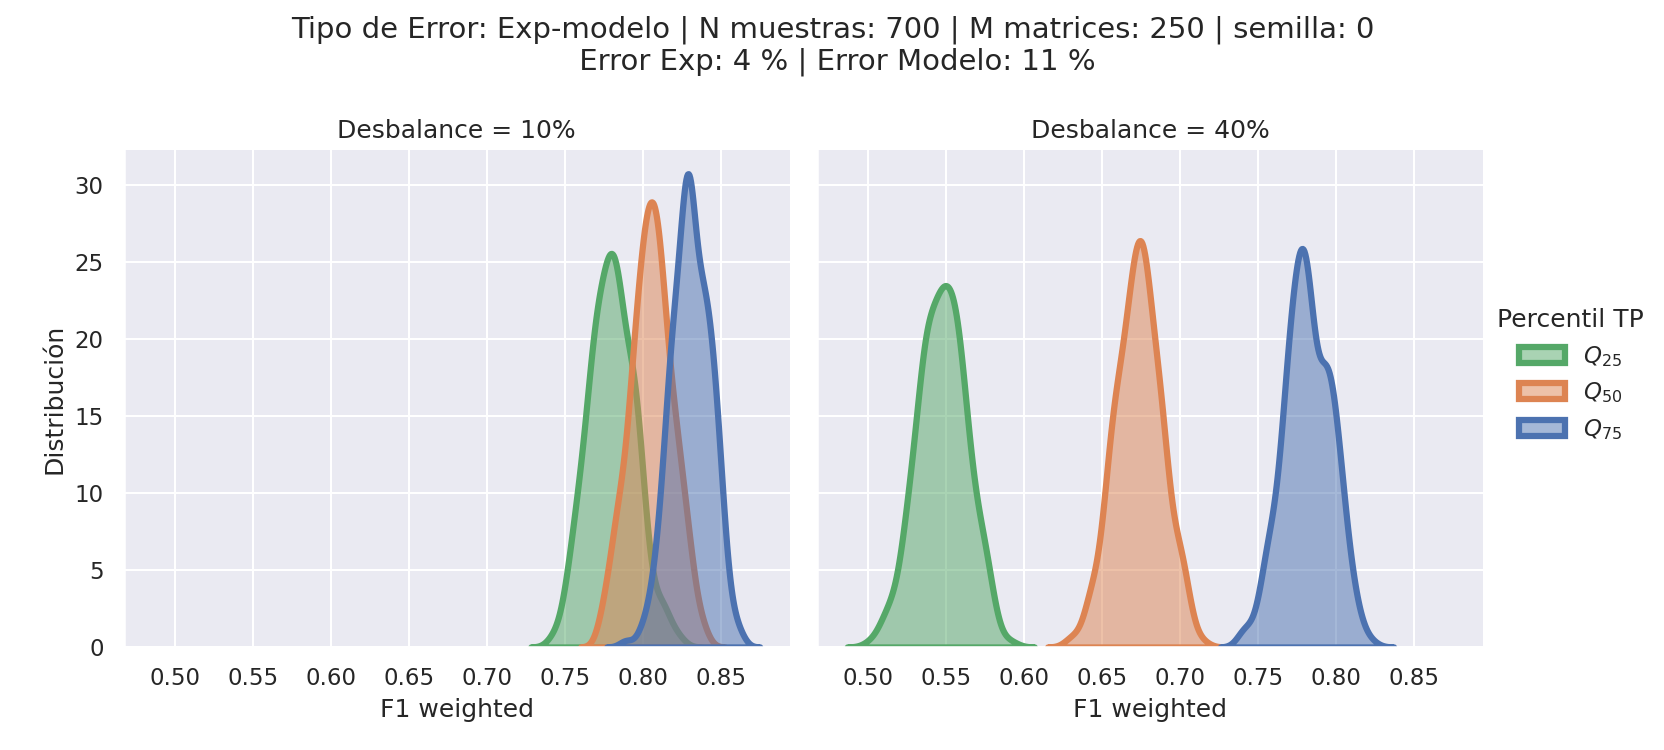 Tipo de Error: Exp-modelo | N muestras: 700 | M matrices: 250 | semilla: 0
Error Exp: 4 % | Error Modelo: 11 %
Desbalance = 10%
Desbalance = 40%
Distribución
30
25
20
15
10
5
0
0.50 0.55 0.60 0.65 0.70 0.75 0.80 0.85
F1 weighted
0.50 0.55 0.60 0.65 0.70 0.75 0.80 0.85
F1 weighted
Percentil TP
Q25
Q50
Q75